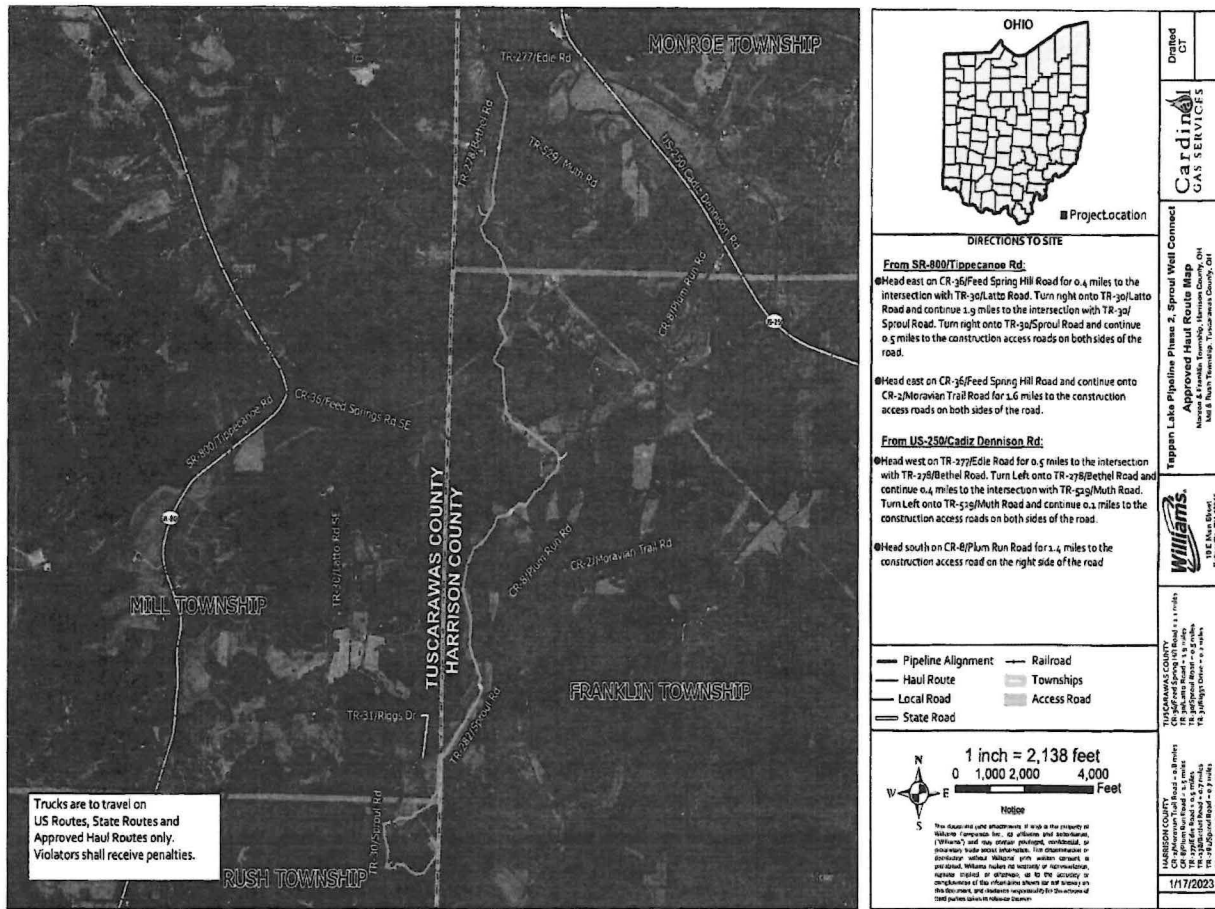 MONROE TOWNSHIP
TR-277/Edie Rd
TR-278/Bethel Rd
TR-529/Muth Rd
US-250/Cadiz Dennison Rd
CR-8/Plum Run Rd
SR-800/Tippecanoe Rd
CR-36/Feed Springs Rd SE
TUSCARAWAS COUNTY
HARRISON COUNTY
TR-30/Latto Rd SE
CR-8/Plum Run Rd
CR-2/Moravian Trail Rd
MILL TOWNSHIP
FRANKLIN TOWNSHIP
TR-31/Riggs Dr
TR-282/Sproul Rd
TR-30/Sproul Rd
RUSH TOWNSHIP
Trucks are to travel on
US Routes, State Routes and
Approved Haul Routes only.
Violators shall receive penalties.
OHIO
ProjectLocation
DIRECTIONS TO SITE
From SR-800/Tippecanoe Rd:
Head east on CR-36/Feed Spring Hill Road for 0.4 miles to the
intersection with TR-30/Latto Road. Turn right onto TR-30/Latto
Road and continue 1.9 miles to the intersection with TR-30/
Sproul Road. Turn right onto TR-30/Sproul Road and continue
0.5 miles to the construction access roads on both sides of the
road.
Head east on CR-36/Feed Spring Hill Road and continue onto
CR-2/Moravian Trail Road for 1.6 miles to the construction
access roads on both sides of the road.
From US-250/Cadiz Dennison Rd:
Head west on TR-277/Edie Road for 0.5 miles to the intersection
with TR-278/Bethel Road. Turn Left onto TR-278/Bethel Road and
continue 0.4 miles to the intersection with TR-529/Muth Road.
Turn Left onto TR-529/Muth Road and continue 0.1 miles to the
construction access roads on both sides of the road.
Head south on CR-8/Plum Run Road for 1.4 miles to the
construction access road on the right side of the road
Pipeline Alignment
Railroad
Haul Route
Townships
Local Road
Access Road
State Road
1 inch = 2,138 feet
0 1,000 2,000 4,000
Feet
N
W E
S
Notice
Drafted
CT
Cardinal
GAS SERVICES
Tappan Lake Pipeline Phase 2, Sproul Well Connect
Approved Haul Route Map
Monroe & Franklin Township, Harrison County, OH
Mill & Rush Township, Tuscarawas County, OH
Williams
TUSCARAWAS COUNTY
HARRISON COUNTY
1/17/2023